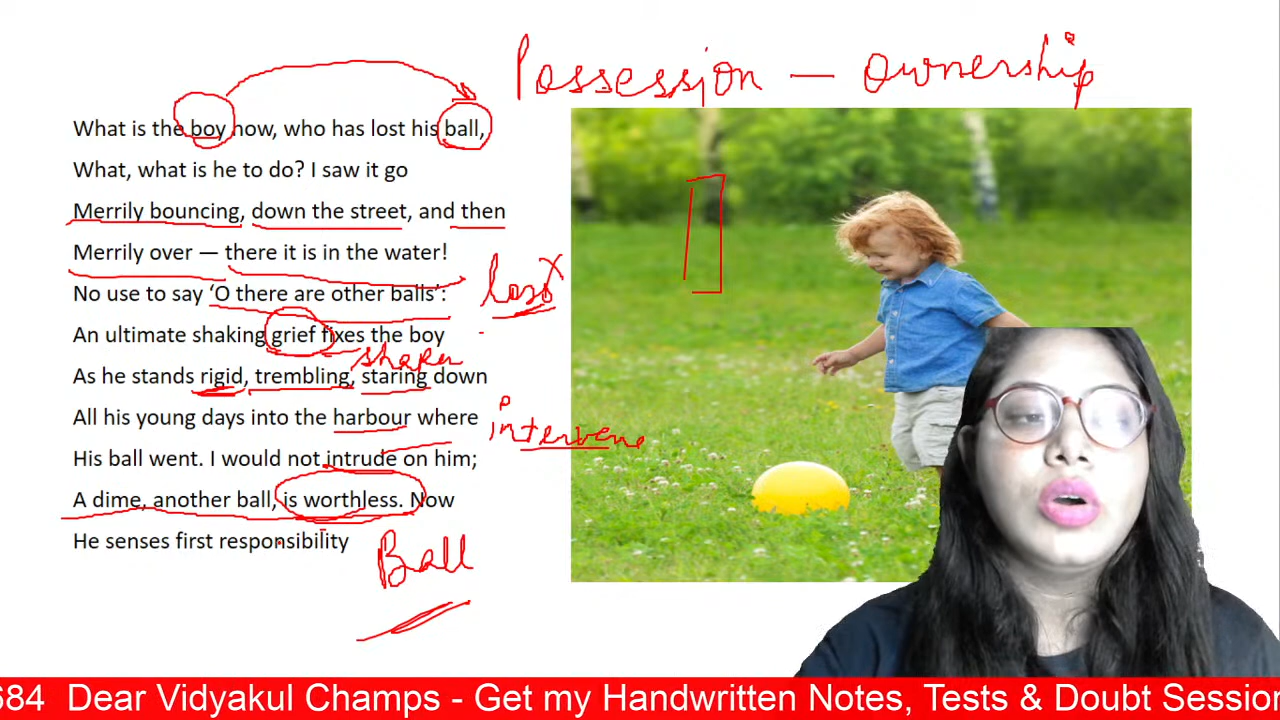 Possession — Ownership
What is the boy now, who has lost his ball,
What, what is he to do? I saw it go
Merrily bouncing, down the street, and then
Merrily over — there it is in the water!
No use to say ‘O there are other balls’:
lost
An ultimate shaking grief fixes the boy
shaken
As he stands rigid, trembling, staring down
All his young days into the harbour where
intervene
His ball went. I would not intrude on him;
A dime, another ball, is worthless. Now
He senses first responsibility
Ball
684 Dear Vidyakul Champs - Get my Handwritten Notes, Tests & Doubt Session